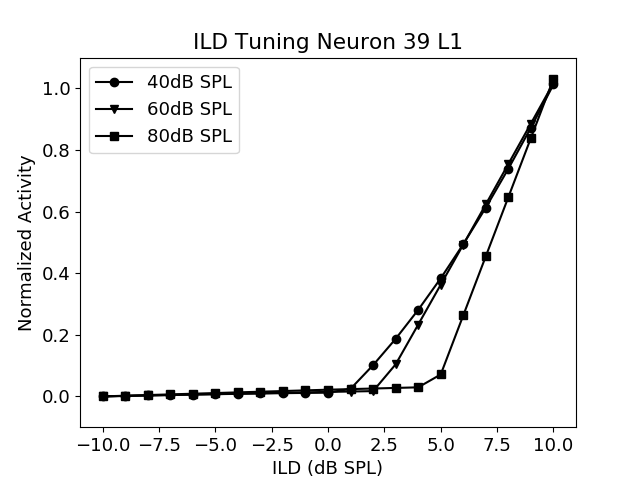 ILD Tuning Neuron 39 L1
40dB SPL
60dB SPL
80dB SPL
Normalized Activity
1.0
0.8
0.6
0.4
0.2
0.0
−10.0 −7.5 −5.0 −2.5 0.0 2.5 5.0 7.5 10.0
ILD (dB SPL)